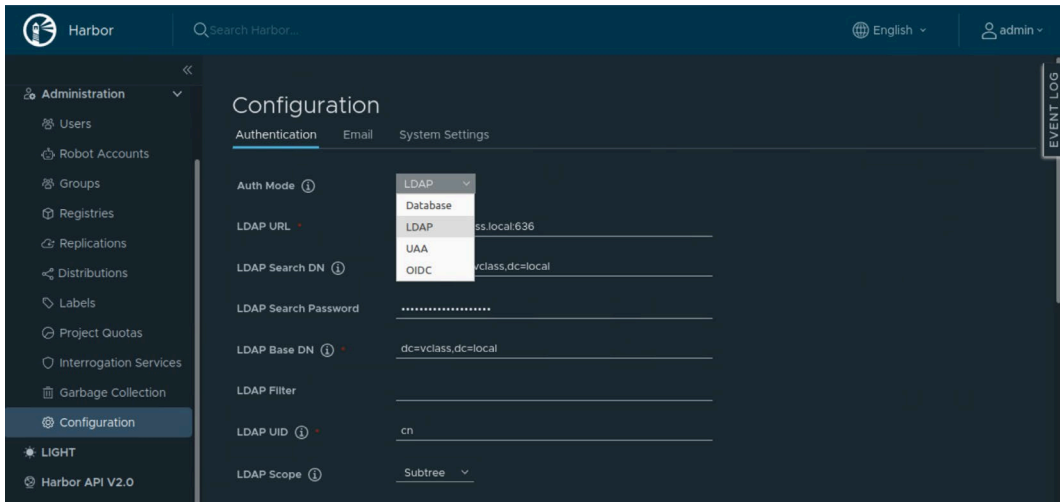 Harbor
Search Harbor...
English
admin
EVENT LOG
Administration
Users
Robot Accounts
Groups
Registries
Replications
Distributions
Labels
Project Quotas
Interrogation Services
Garbage Collection
Configuration
LIGHT
Harbor API V2.0
Configuration
Authentication Email System Settings
Auth Mode LDAP
Database
LDAP
UAA
OIDC
LDAP URL * ss.local:636
LDAP Search DN vclass,dc=local
LDAP Search Password ••••••••••••••••••••
LDAP Base DN * dc=vclass,dc=local
LDAP Filter
LDAP UID * cn
LDAP Scope Subtree